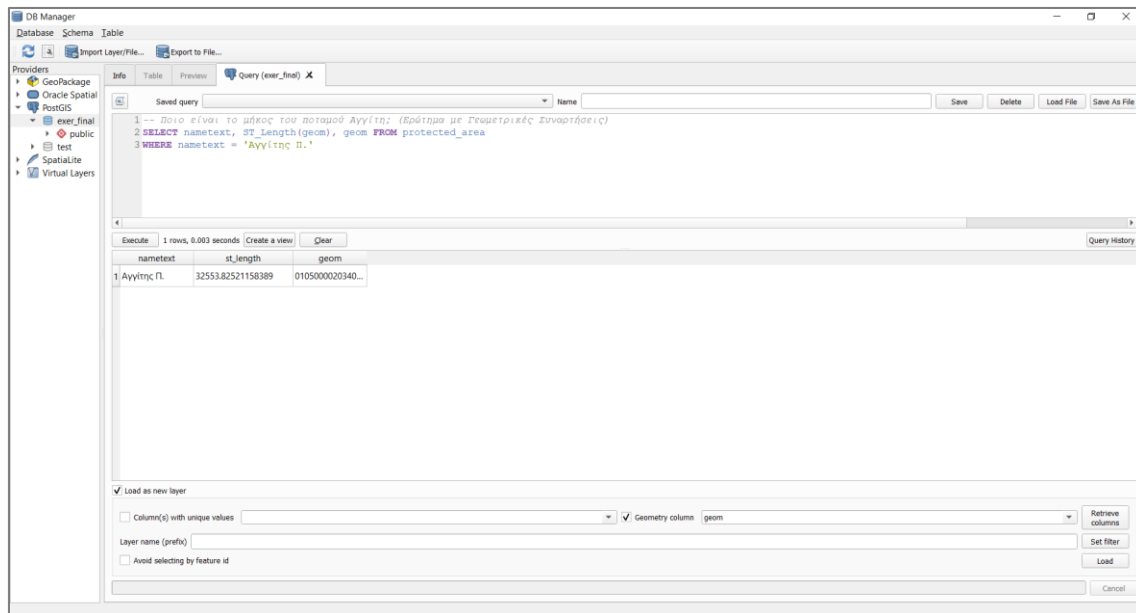 DB Manager
Database Schema Table
Import Layer/File... Export to File...
Providers
GeoPackage
Oracle Spatial
PostGIS
exer_final
public
test
SpatiaLite
Virtual Layers
Info Table Preview Query (exer_final) X
Saved query Name Save Delete Load File Save As File
1 -- Ποιο είναι το μήκος του ποταμού Αγγίτη; (Ερώτημα με Γεωμετρικές Συναρτήσεις)
2 SELECT nametext, ST_Length(geom), geom FROM protected_area
3 WHERE nametext = 'Αγγίτης Π.'
Execute 1 rows, 0.003 seconds Create a view Clear Query History
nametext st_length geom
1 Αγγίτης Π. 32553.82521158389 0105000020340...
Load as new layer
Column(s) with unique values Geometry column geom Retrieve columns
Layer name (prefix) Set filter
Avoid selecting by feature id Load
Cancel